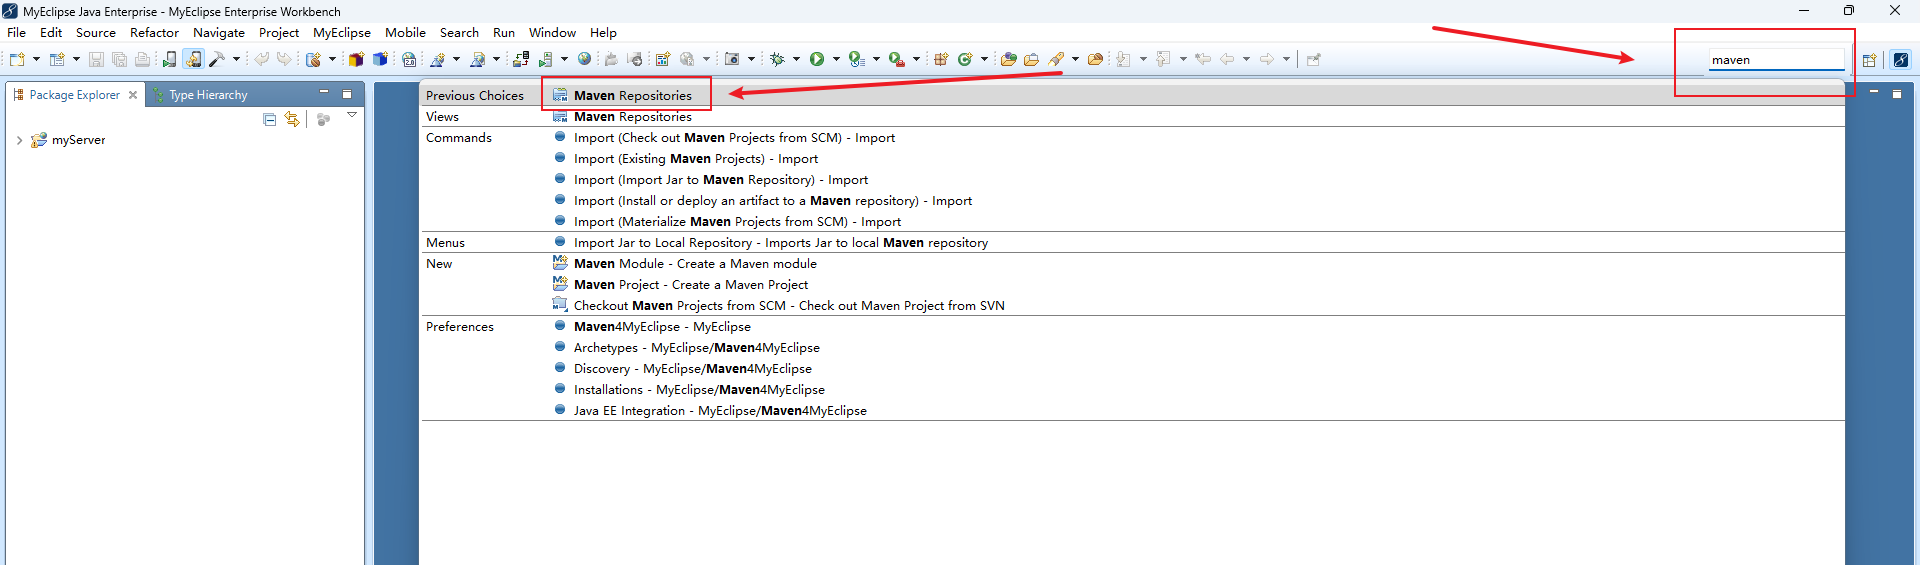 MyEclipse Java Enterprise - MyEclipse Enterprise Workbench
File Edit Source Refactor Navigate Project MyEclipse Mobile Search Run Window Help
maven
Package Explorer Type Hierarchy
myServer
Previous Choices Maven Repositories
Views Maven Repositories
Commands Import (Check out Maven Projects from SCM) - Import
Import (Existing Maven Projects) - Import
Import (Import Jar to Maven Repository) - Import
Import (Install or deploy an artifact to a Maven repository) - Import
Import (Materialize Maven Projects from SCM) - Import
Menus Import Jar to Local Repository - Imports Jar to local Maven repository
New Maven Module - Create a Maven module
Maven Project - Create a Maven Project
Checkout Maven Projects from SCM - Check out Maven Project from SVN
Preferences Maven4MyEclipse - MyEclipse
Archetypes - MyEclipse/Maven4MyEclipse
Discovery - MyEclipse/Maven4MyEclipse
Installations - MyEclipse/Maven4MyEclipse
Java EE Integration - MyEclipse/Maven4MyEclipse